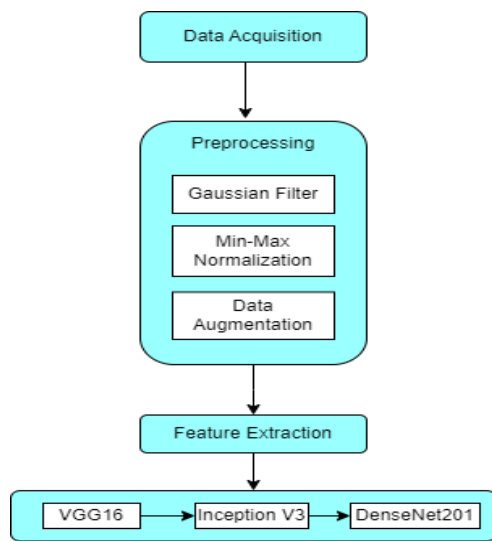 Data Acquisition
Preprocessing
Gaussian Filter
Min-Max
Normalization
Data
Augmentation
Feature Extraction
VGG16
Inception V3
DenseNet201